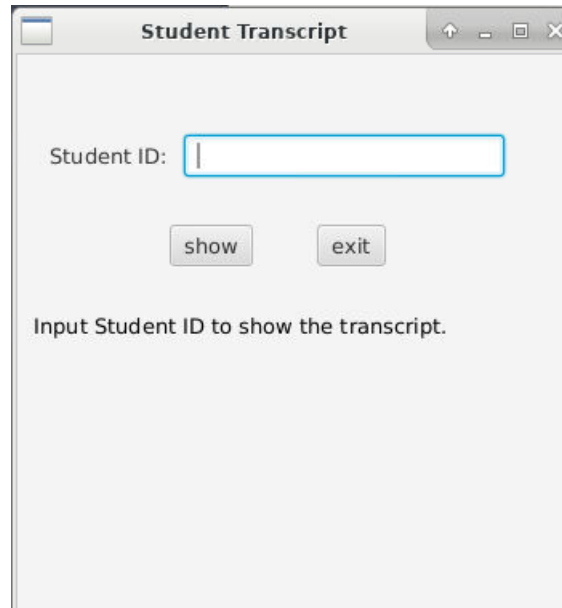 Student Transcript
Student ID:
show exit
Input Student ID to show the transcript.